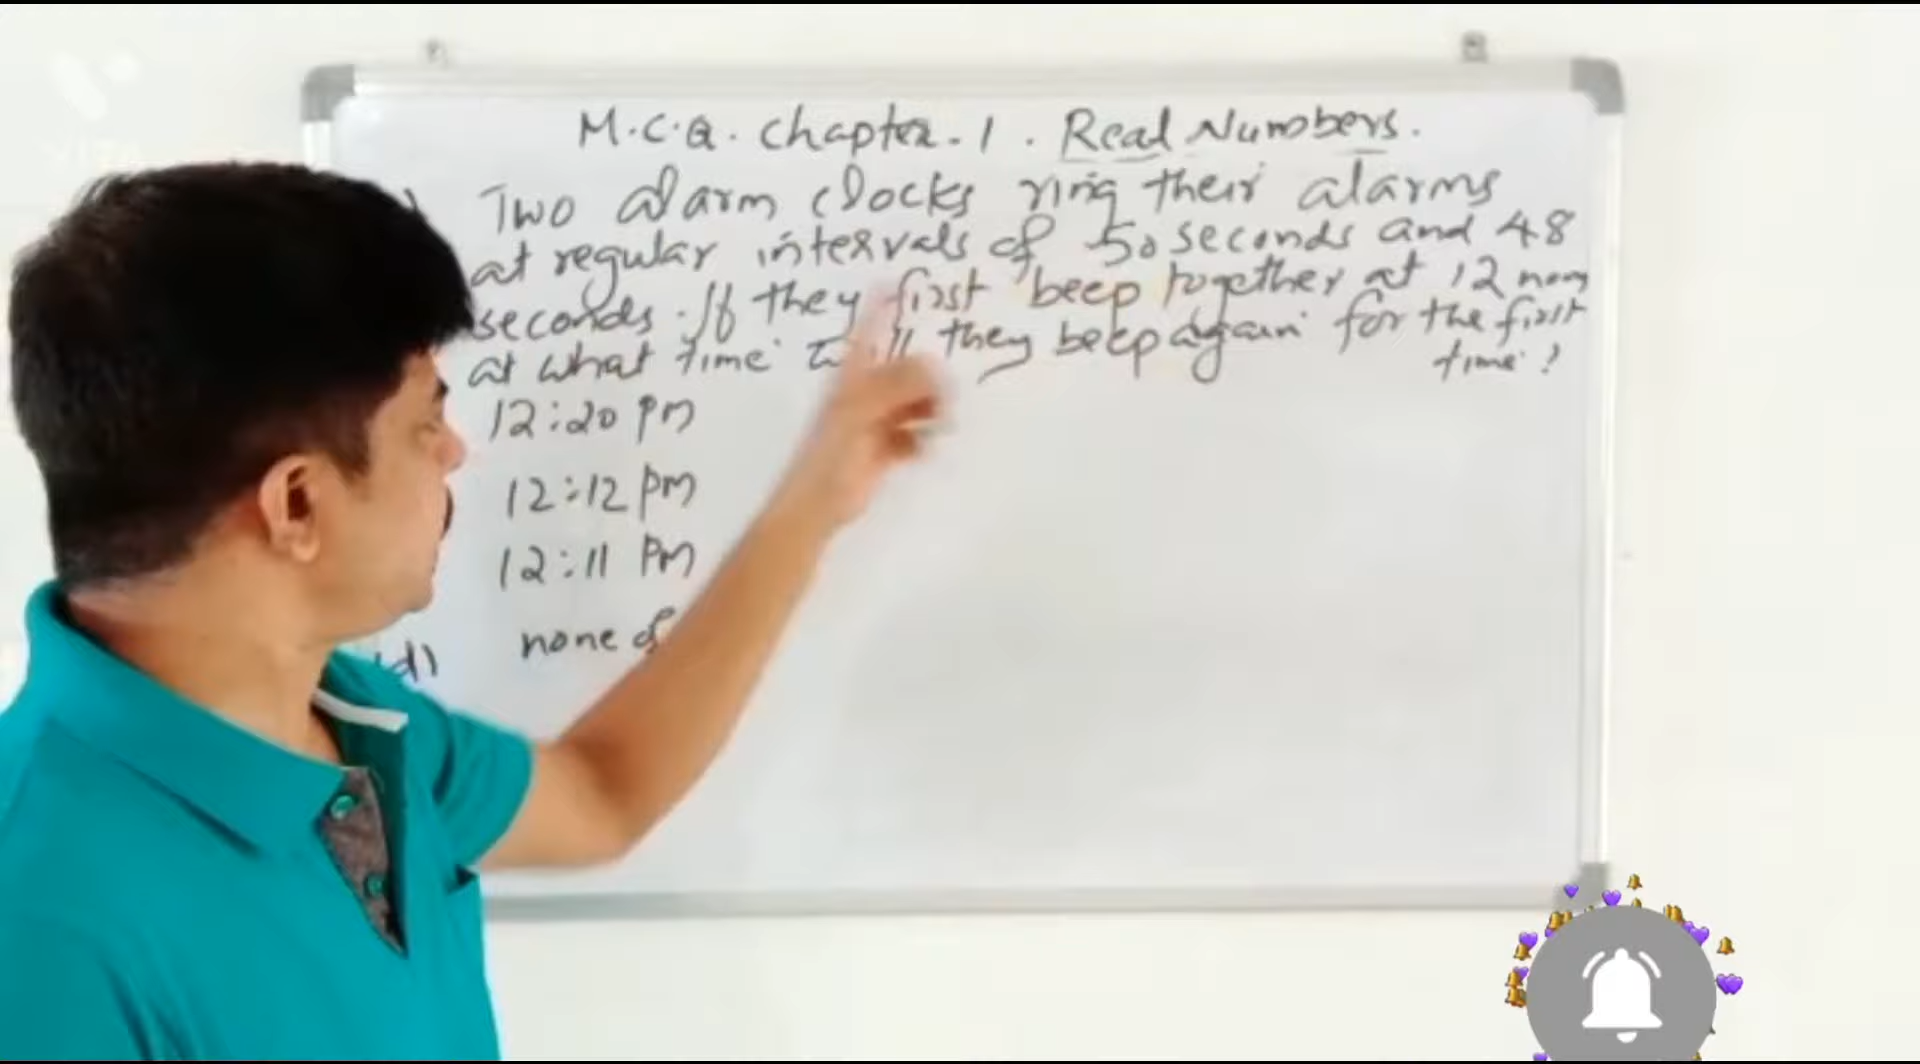 M.C.Q. Chapter-1. Real Numbers.
Two alarm clocks ring their alarms
at regular intervals of 50 seconds and 48
seconds. If they first beep together at 12 noon
at what time will they beep again for the first
time?
12:20 pm
12:12 pm
12:11 pm
(d) none of